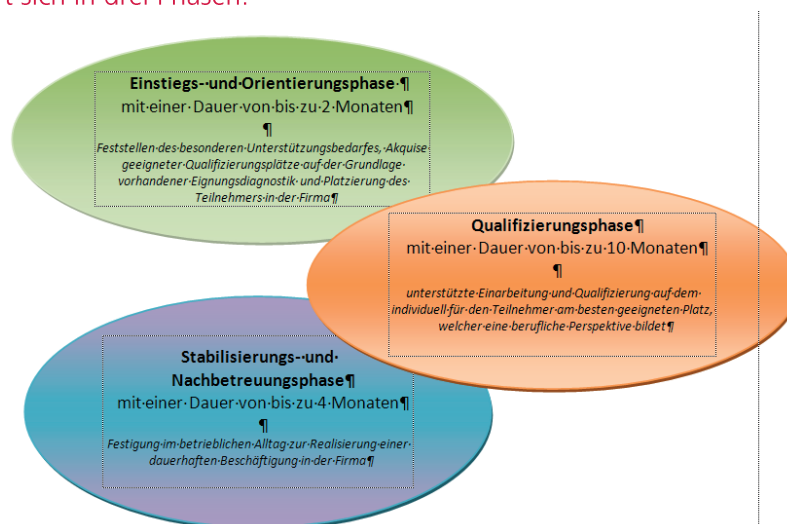 t sich in drei Phasen:
Einstiegs-·und·Orientierungsphase·¶
mit·einer·Dauer·von·bis·zu·2·Monaten¶
¶
Feststellen·des·besonderen·Unterstützungsbedarfes,·Akquise·
geeigneter·Qualifizierungsplätze·auf·der·Grundlage·
vorhandener·Eignungsdiagnostik·und·Platzierung·des·
Teilnehmers·in·der·Firma¶
Qualifizierungsphase¶
mit·einer·Dauer·von·bis·zu·10·Monaten¶
¶
unterstützte·Einarbeitung·und·Qualifizierung·auf·dem·
individuell·für·den·Teilnehmer·am·besten·geeigneten·Platz,
welcher·eine·berufliche·Perspektive·bildet¶
Stabilisierungs-·und·
Nachbetreuungsphase¶
mit·einer·Dauer·von·bis·zu·4·Monaten¶
¶
Festigung·im·betrieblichen·Alltag·zur·Realisierung·einer·
dauerhaften·Beschäftigung·in·der·Firma¶